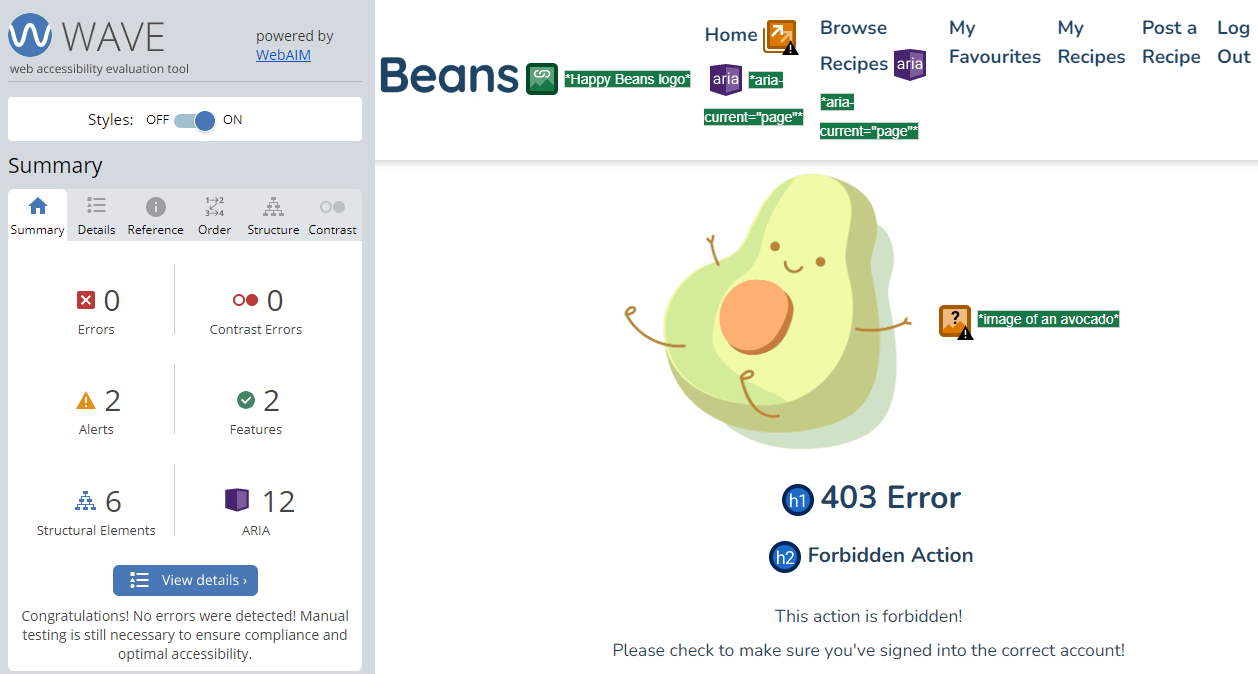 WAVE
powered by
WebAIM
web accessibility evaluation tool
Styles: OFF ON
Summary
Summary Details Reference Order Structure Contrast
0
Errors
0
Contrast Errors
2
Alerts
2
Features
6
Structural Elements
12
ARIA
View details ›
Congratulations! No errors were detected! Manual
testing is still necessary to ensure compliance and
optimal accessibility.
Beans
*Happy Beans logo*
Home
aria *aria-
current="page"*
Browse
Recipes aria
*aria-
current="page"*
My
Favourites
My
Recipes
Post a
Recipe
Log
Out
? *image of an avocado*
h1 403 Error
h2 Forbidden Action
This action is forbidden!
Please check to make sure you've signed into the correct account!